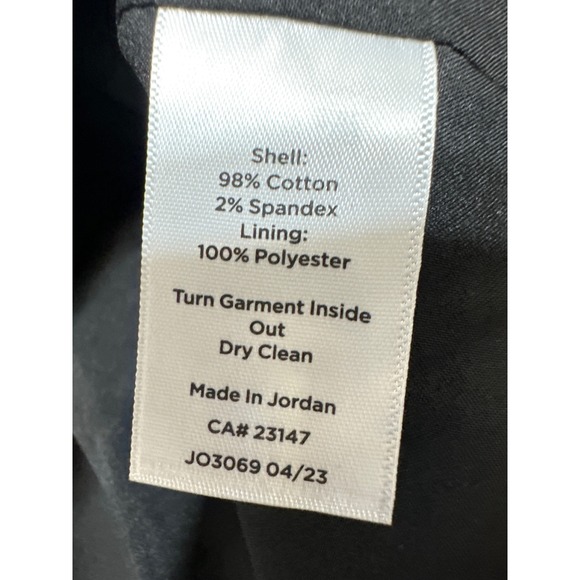 Shell:
98% Cotton
2% Spandex
Lining:
100% Polyester
Turn Garment Inside
Out
Dry Clean
Made In Jordan
CA# 23147
JO3069 04/23